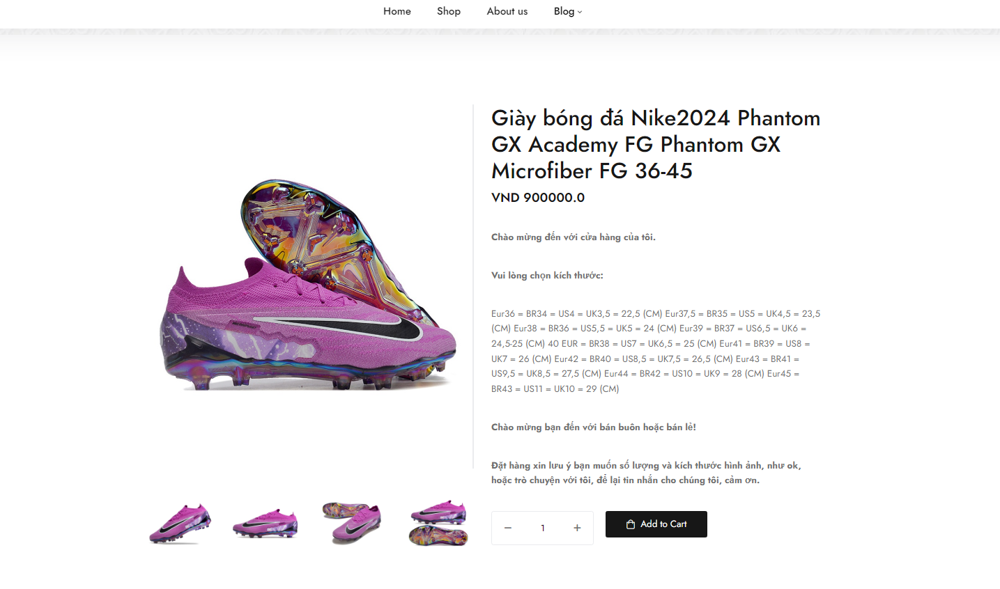 Home Shop About us Blog
Giày bóng đá Nike2024 Phantom
GX Academy FG Phantom GX
Microfiber FG 36-45
VND 900000.0
Chào mừng đến với cửa hàng của tôi.
Vui lòng chọn kích thước:
Eur36 = BR34 = US4 = UK3,5 = 22,5 (CM) Eur37,5 = BR35 = US5 = UK4,5 = 23,5
(CM) Eur38 = BR36 = US5,5 = UK5 = 24 (CM) Eur39 = BR37 = US6,5 = UK6 =
24,5-25 (CM) 40 EUR = BR38 = US7 = UK6,5 = 25 (CM) Eur41 = BR39 = US8 =
UK7 = 26 (CM) Eur42 = BR40 = US8,5 = UK7,5 = 26,5 (CM) Eur43 = BR41 =
US9,5 = UK8,5 = 27,5 (CM) Eur44 = BR42 = US10 = UK9 = 28 (CM) Eur45 =
BR43 = US11 = UK10 = 29 (CM)
Chào mừng bạn đến với bán buôn hoặc bán lẻ!
Đặt hàng xin lưu ý bạn muốn số lượng và kích thước hình ảnh, như ok,
hoặc trò chuyện với tôi, để lại tin nhắn cho chúng tôi, cảm ơn.
− 1 + Add to Cart